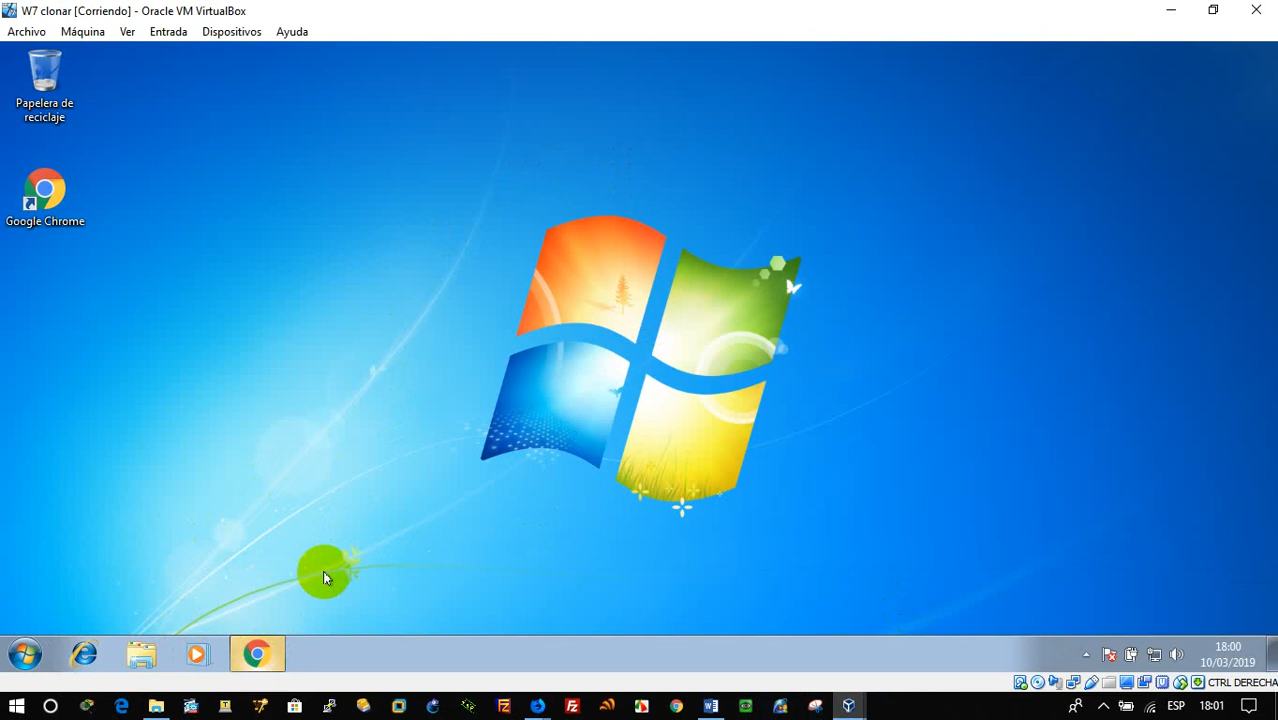 W7 clonar [Corriendo] - Oracle VM VirtualBox
Archivo Máquina Ver Entrada Dispositivos Ayuda
Papelera de
reciclaje
Google Chrome
18:00
10/03/2019
CTRL DERECHA
ESP 18:01